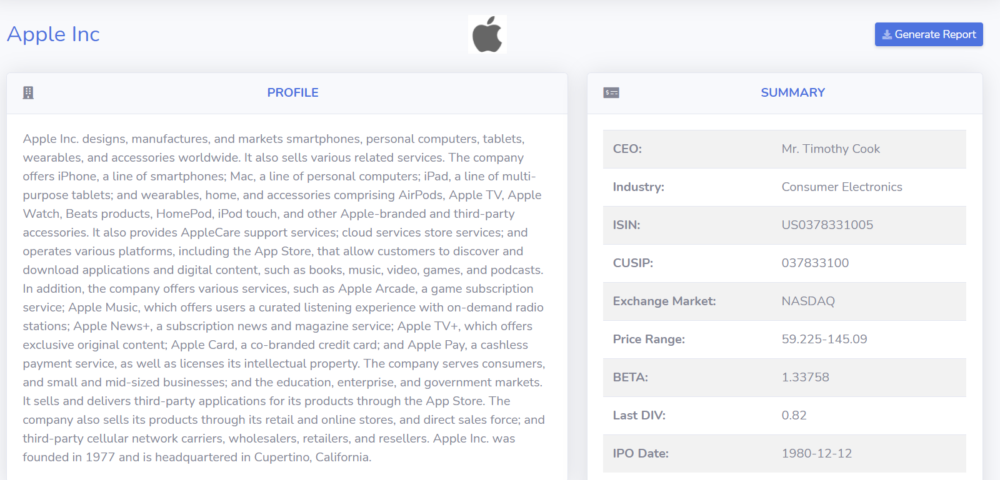 Apple Inc
Generate Report
PROFILE
Apple Inc. designs, manufactures, and markets smartphones, personal computers, tablets,
wearables, and accessories worldwide. It also sells various related services. The company
offers iPhone, a line of smartphones; Mac, a line of personal computers; iPad, a line of multi-
purpose tablets; and wearables, home, and accessories comprising AirPods, Apple TV, Apple
Watch, Beats products, HomePod, iPod touch, and other Apple-branded and third-party
accessories. It also provides AppleCare support services; cloud services store services; and
operates various platforms, including the App Store, that allow customers to discover and
download applications and digital content, such as books, music, video, games, and podcasts.
In addition, the company offers various services, such as Apple Arcade, a game subscription
service; Apple Music, which offers users a curated listening experience with on-demand radio
stations; Apple News+, a subscription news and magazine service; Apple TV+, which offers
exclusive original content; Apple Card, a co-branded credit card; and Apple Pay, a cashless
payment service, as well as licenses its intellectual property. The company serves consumers,
and small and mid-sized businesses; and the education, enterprise, and government markets.
It sells and delivers third-party applications for its products through the App Store. The
company also sells its products through its retail and online stores, and direct sales force; and
third-party cellular network carriers, wholesalers, retailers, and resellers. Apple Inc. was
founded in 1977 and is headquartered in Cupertino, California.
SUMMARY
CEO: Mr. Timothy Cook
Industry: Consumer Electronics
ISIN: US0378331005
CUSIP: 037833100
Exchange Market: NASDAQ
Price Range: 59.225-145.09
BETA: 1.33758
Last DIV: 0.82
IPO Date: 1980-12-12